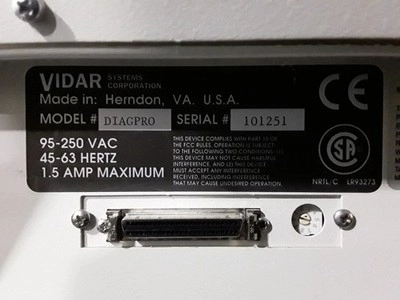 VIDAR SYSTEMS CORPORATION
Made in: Herndon, VA. U.S.A.
MODEL # DIAGPRO SERIAL # 101251
95-250 VAC
45-63 HERTZ
1.5 AMP MAXIMUM
THIS DEVICE COMPLIES WITH PART 15 OF
THE FCC RULES. OPERATION IS SUBJECT
TO THE FOLLOWING TWO CONDITIONS: (1)
THIS DEVICE MAY NOT CAUSE HARMFUL
INTERFERENCE, AND (2) THIS DEVICE
MUST ACCEPT ANY INTERFERENCE
RECEIVED, INCLUDING INTERFERENCE
THAT MAY CAUSE UNDESIRED OPERATION.
CE
SA
NRTL/C LR93273